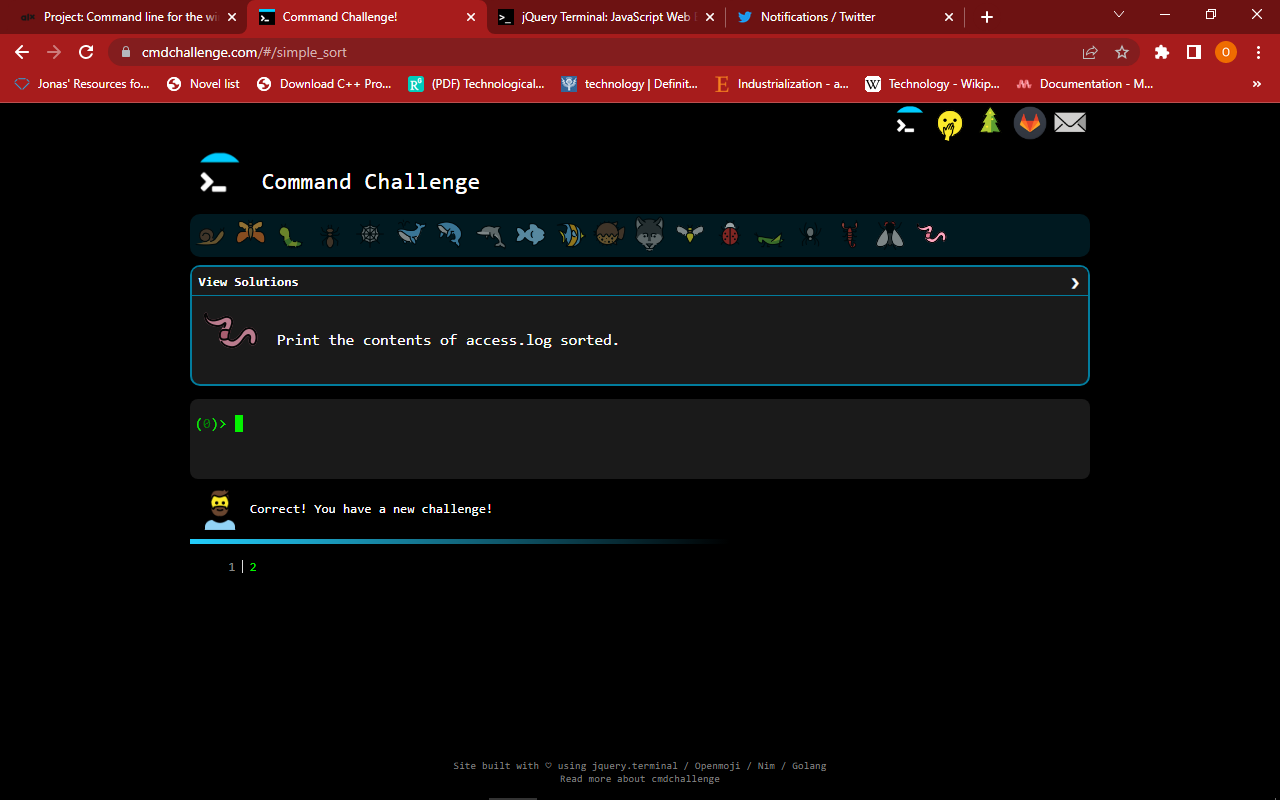 Project: Command line for the wi
Command Challenge!
jQuery Terminal: JavaScript Web
Notifications / Twitter
cmdchallenge.com/#/simple_sort
O
Jonas' Resources fo...
Novel list
Download C++ Pro...
(PDF) Technological...
technology | Definit...
Industrialization - a...
Technology - Wikip...
Documentation - M...
»
Command Challenge
View Solutions
Print the contents of access.log sorted.
(0)>
Correct! You have a new challenge!
1 2
Site built with ♡ using jquery.terminal / Openmoji / Nim / Golang
Read more about cmdchallenge